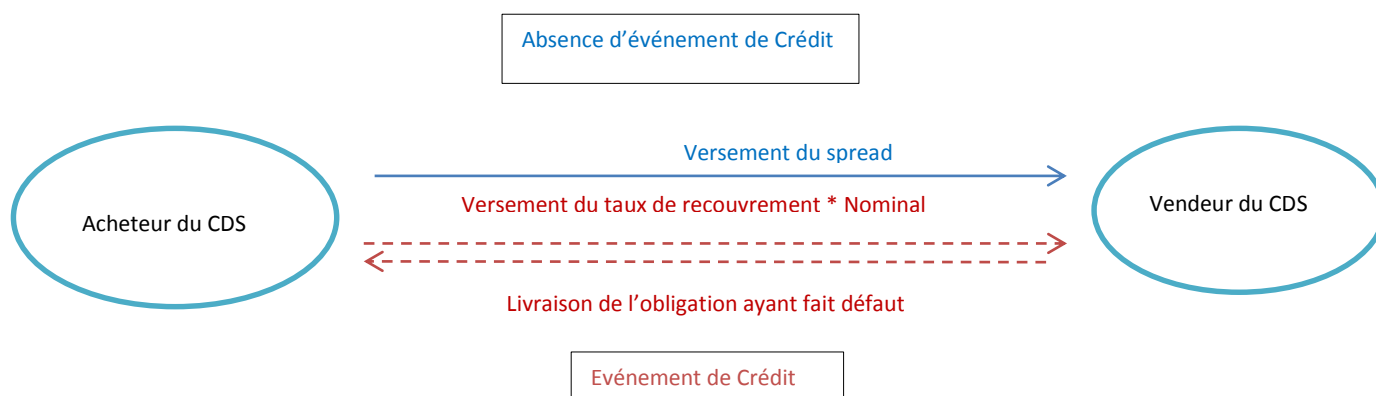 Absence d’événement de Crédit
Versement du spread
Acheteur du CDS
Versement du taux de recouvrement * Nominal
Vendeur du CDS
Livraison de l’obligation ayant fait défaut
Evénement de Crédit